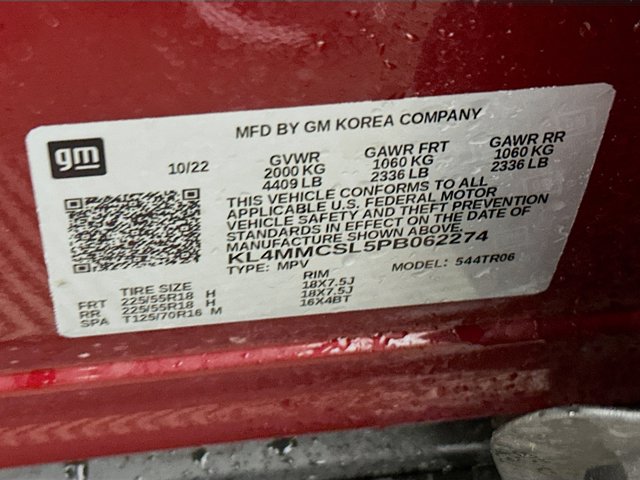 gm
MFD BY GM KOREA COMPANY
10/22 GVWR GAWR FRT GAWR RR
2000 KG 1060 KG 1060 KG
4409 LB 2336 LB 2336 LB
THIS VEHICLE CONFORMS TO ALL
APPLICABLE U.S. FEDERAL MOTOR
VEHICLE SAFETY AND THEFT PREVENTION
STANDARDS IN EFFECT ON THE DATE OF
MANUFACTURE SHOWN ABOVE.
KL4MMCSL5PB062274
TYPE: MPV MODEL: 544TR06
TIRE SIZE RIM
FRT 225/55R18 H 18X7.5J
RR 225/55R18 H 18X7.5J
SPA T125/70R16 M 16X4BT